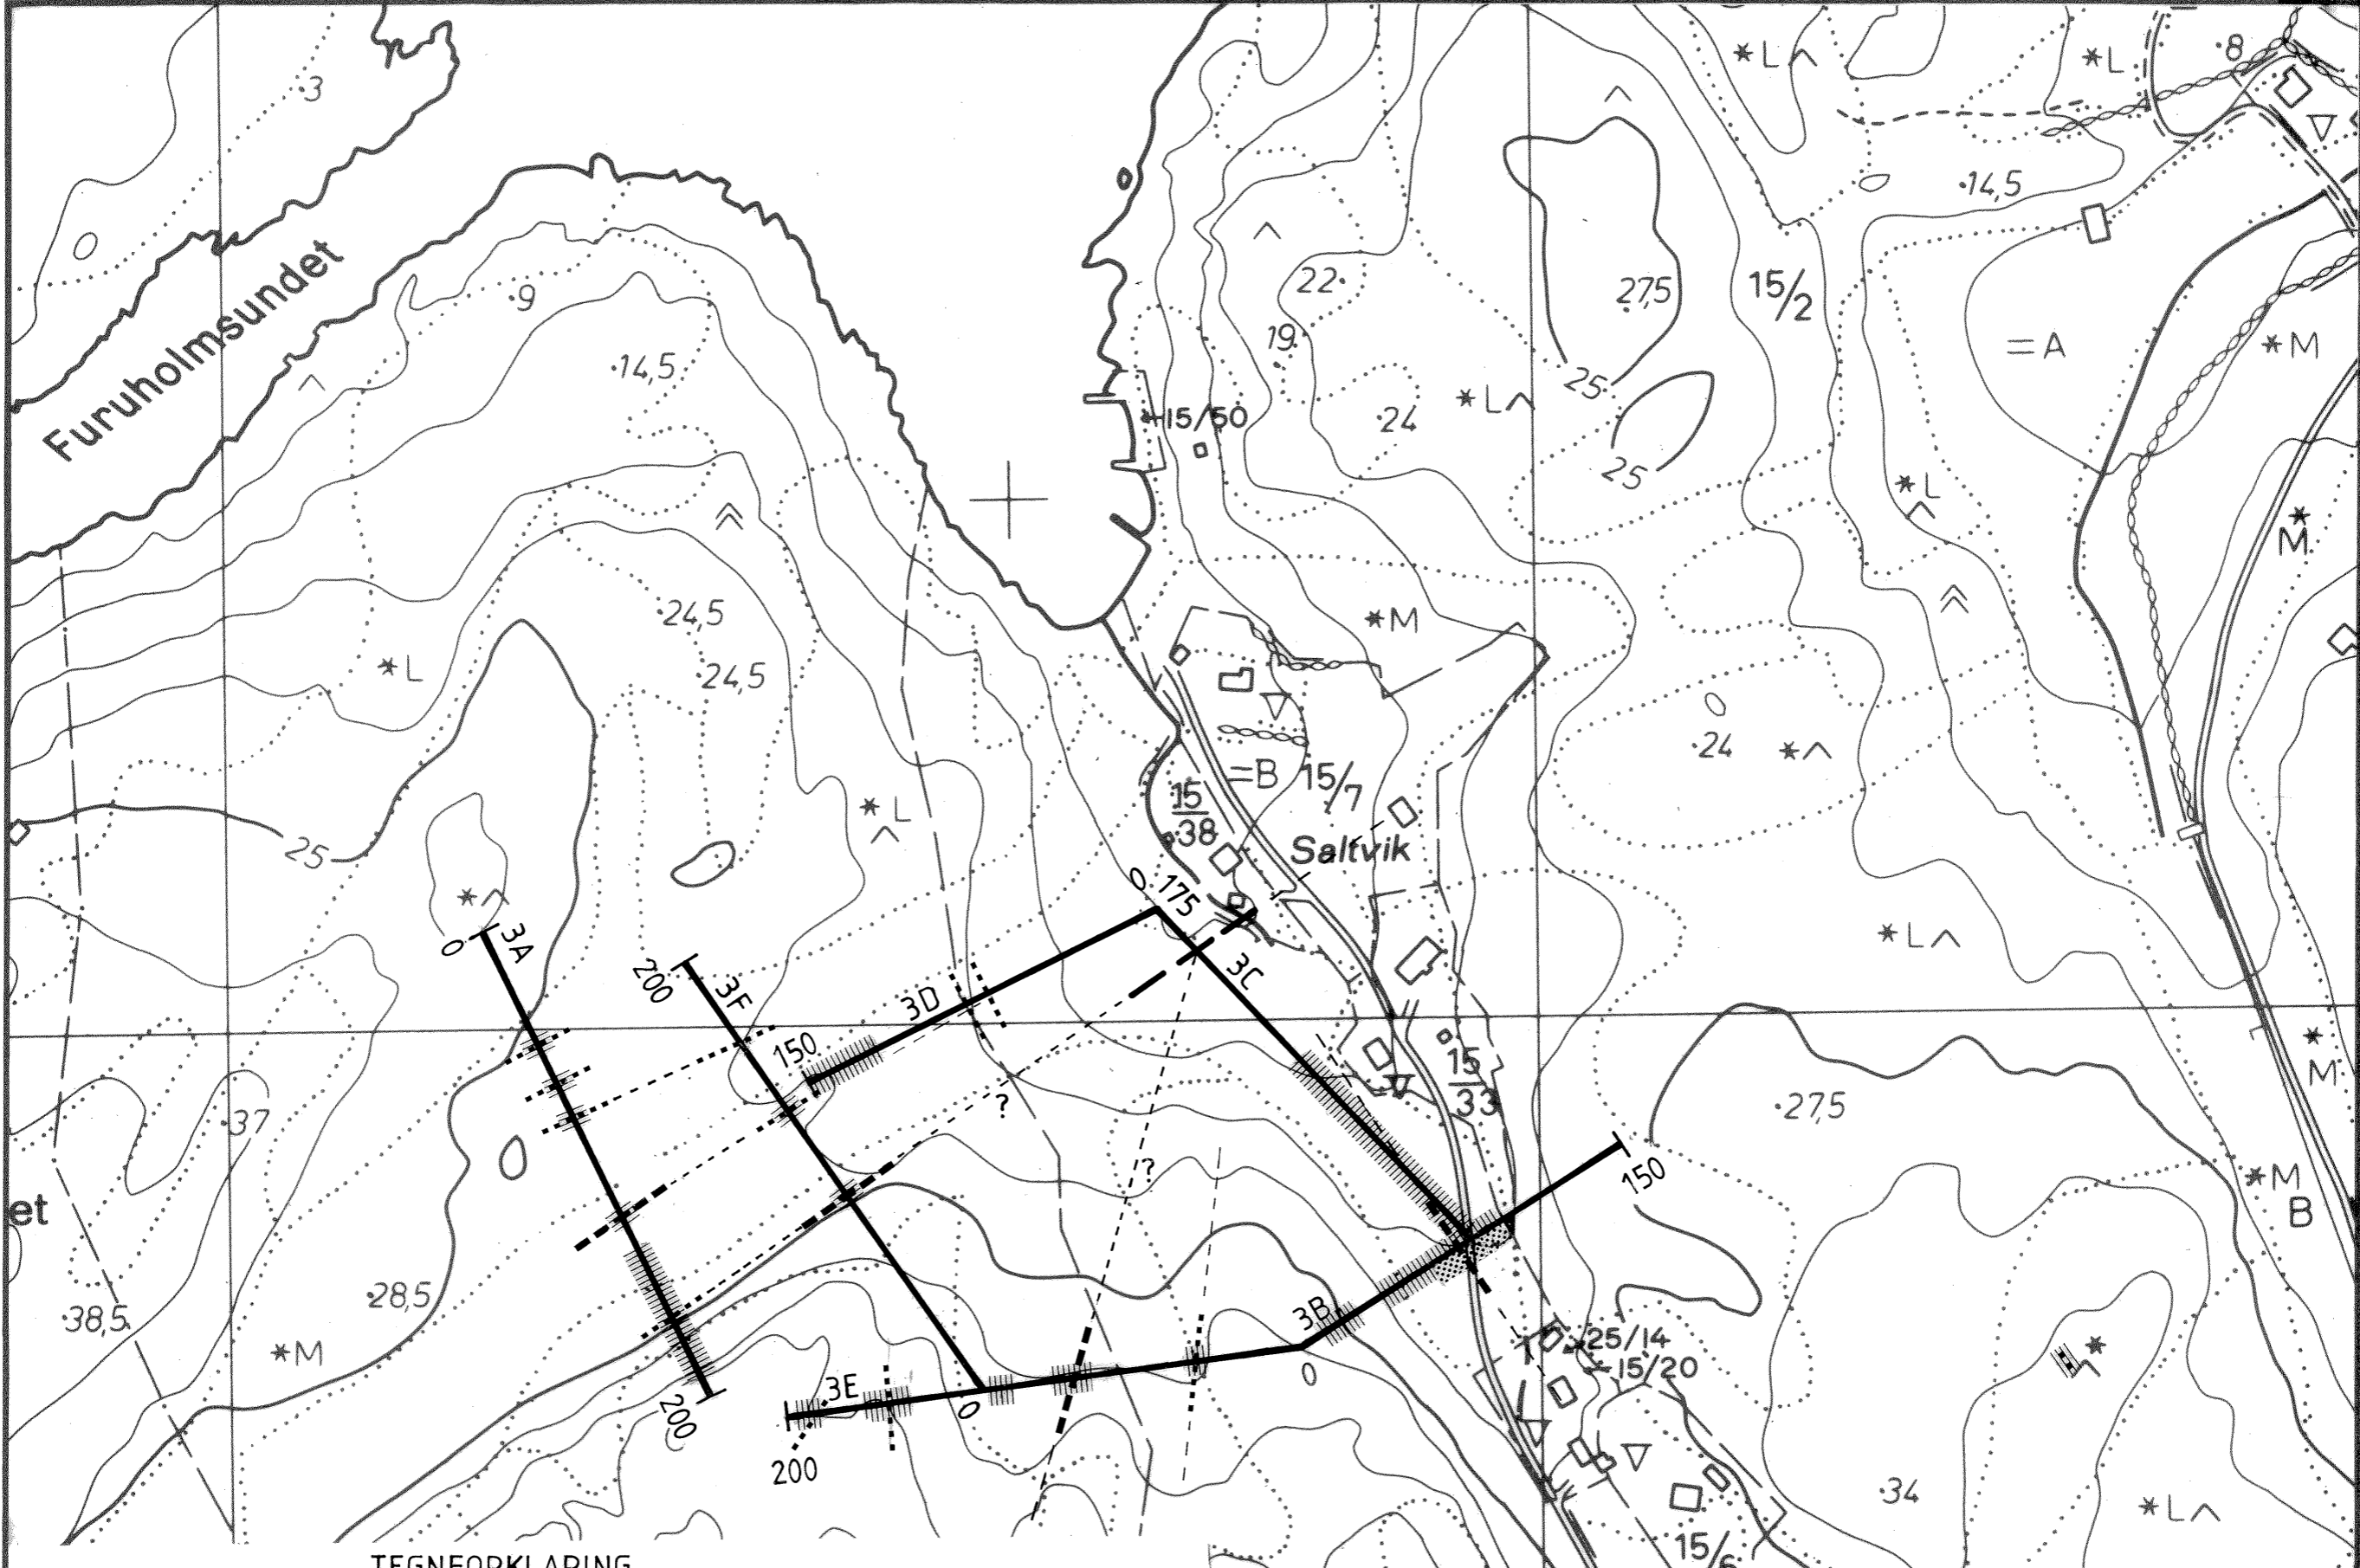 3
*L
*L
8
14,5
Furuholmsundet
9
22
27,5
15/2
19
=A
*M
14,5
25
*L
24
15/50
25
*L
M
24,5
*M
*L
24,5
24
*
=B
15/7
*L
15
38
Saltvik
25
*
0
175
*L
0
3A
200
3F
3D
3C
150
*
M
15
33
27,5
37
?
?
150
*M
B
et
28,5
38,5
*M
3B
25/14
15/20
*
3E
0
0
200
200
34
*L
15/6
TEGNFORKLARING